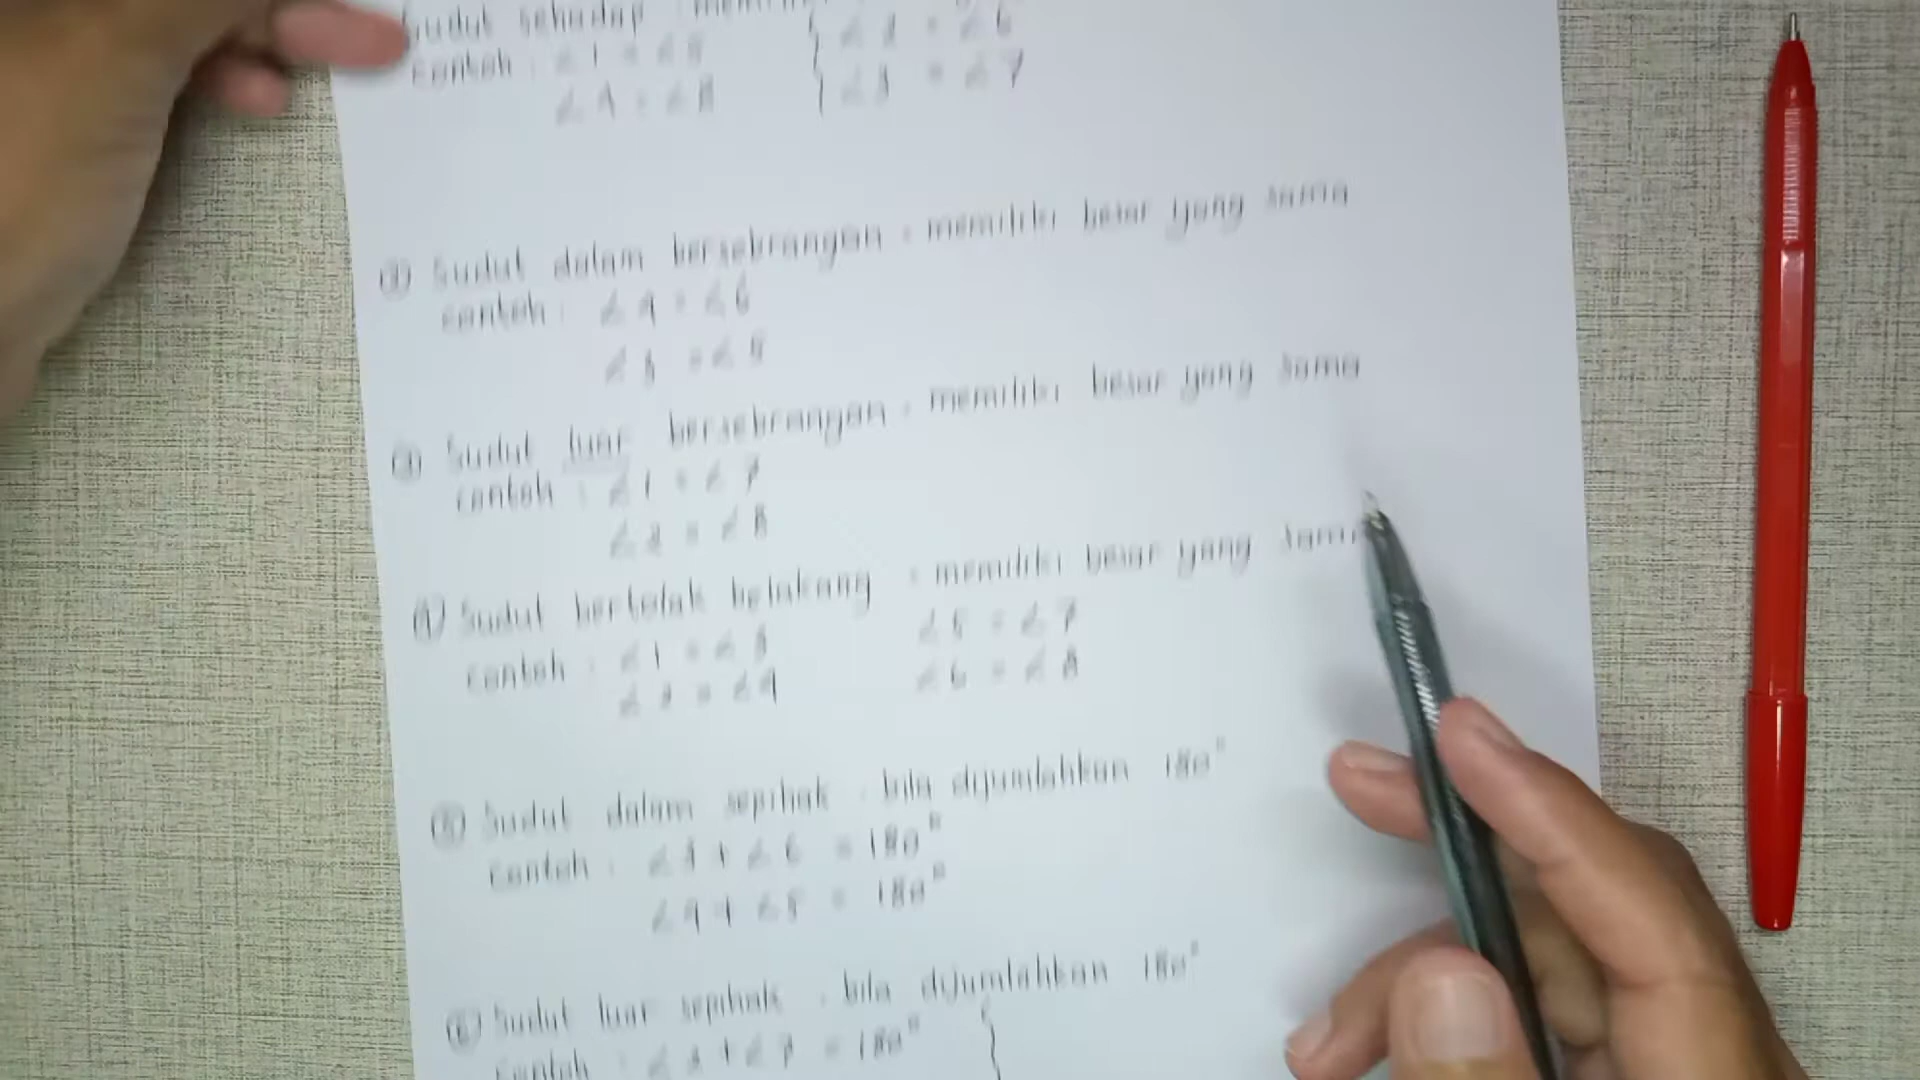 Sudut sehadap : memiliki
contoh : ∠1 = ∠5 { ∠2 = ∠6
∠4 = ∠8 { ∠3 = ∠7
② Sudut dalam bersebrangan : memiliki besar yang sama
contoh : ∠4 = ∠6
∠3 = ∠5
③ Sudut luar bersebrangan : memiliki besar yang sama
contoh : ∠1 = ∠7
∠2 = ∠8
④ Sudut bertolak belakang : memiliki besar yang sama
contoh : ∠1 = ∠3 ∠5 = ∠7
∠2 = ∠4 ∠6 = ∠8
⑤ Sudut dalam sepihak : bila dijumlahkan 180°
contoh : ∠3 + ∠6 = 180°
∠4 + ∠5 = 180°
⑥ Sudut luar sepihak : bila dijumlahkan 180°
contoh : ∠2 + ∠7 = 180° {